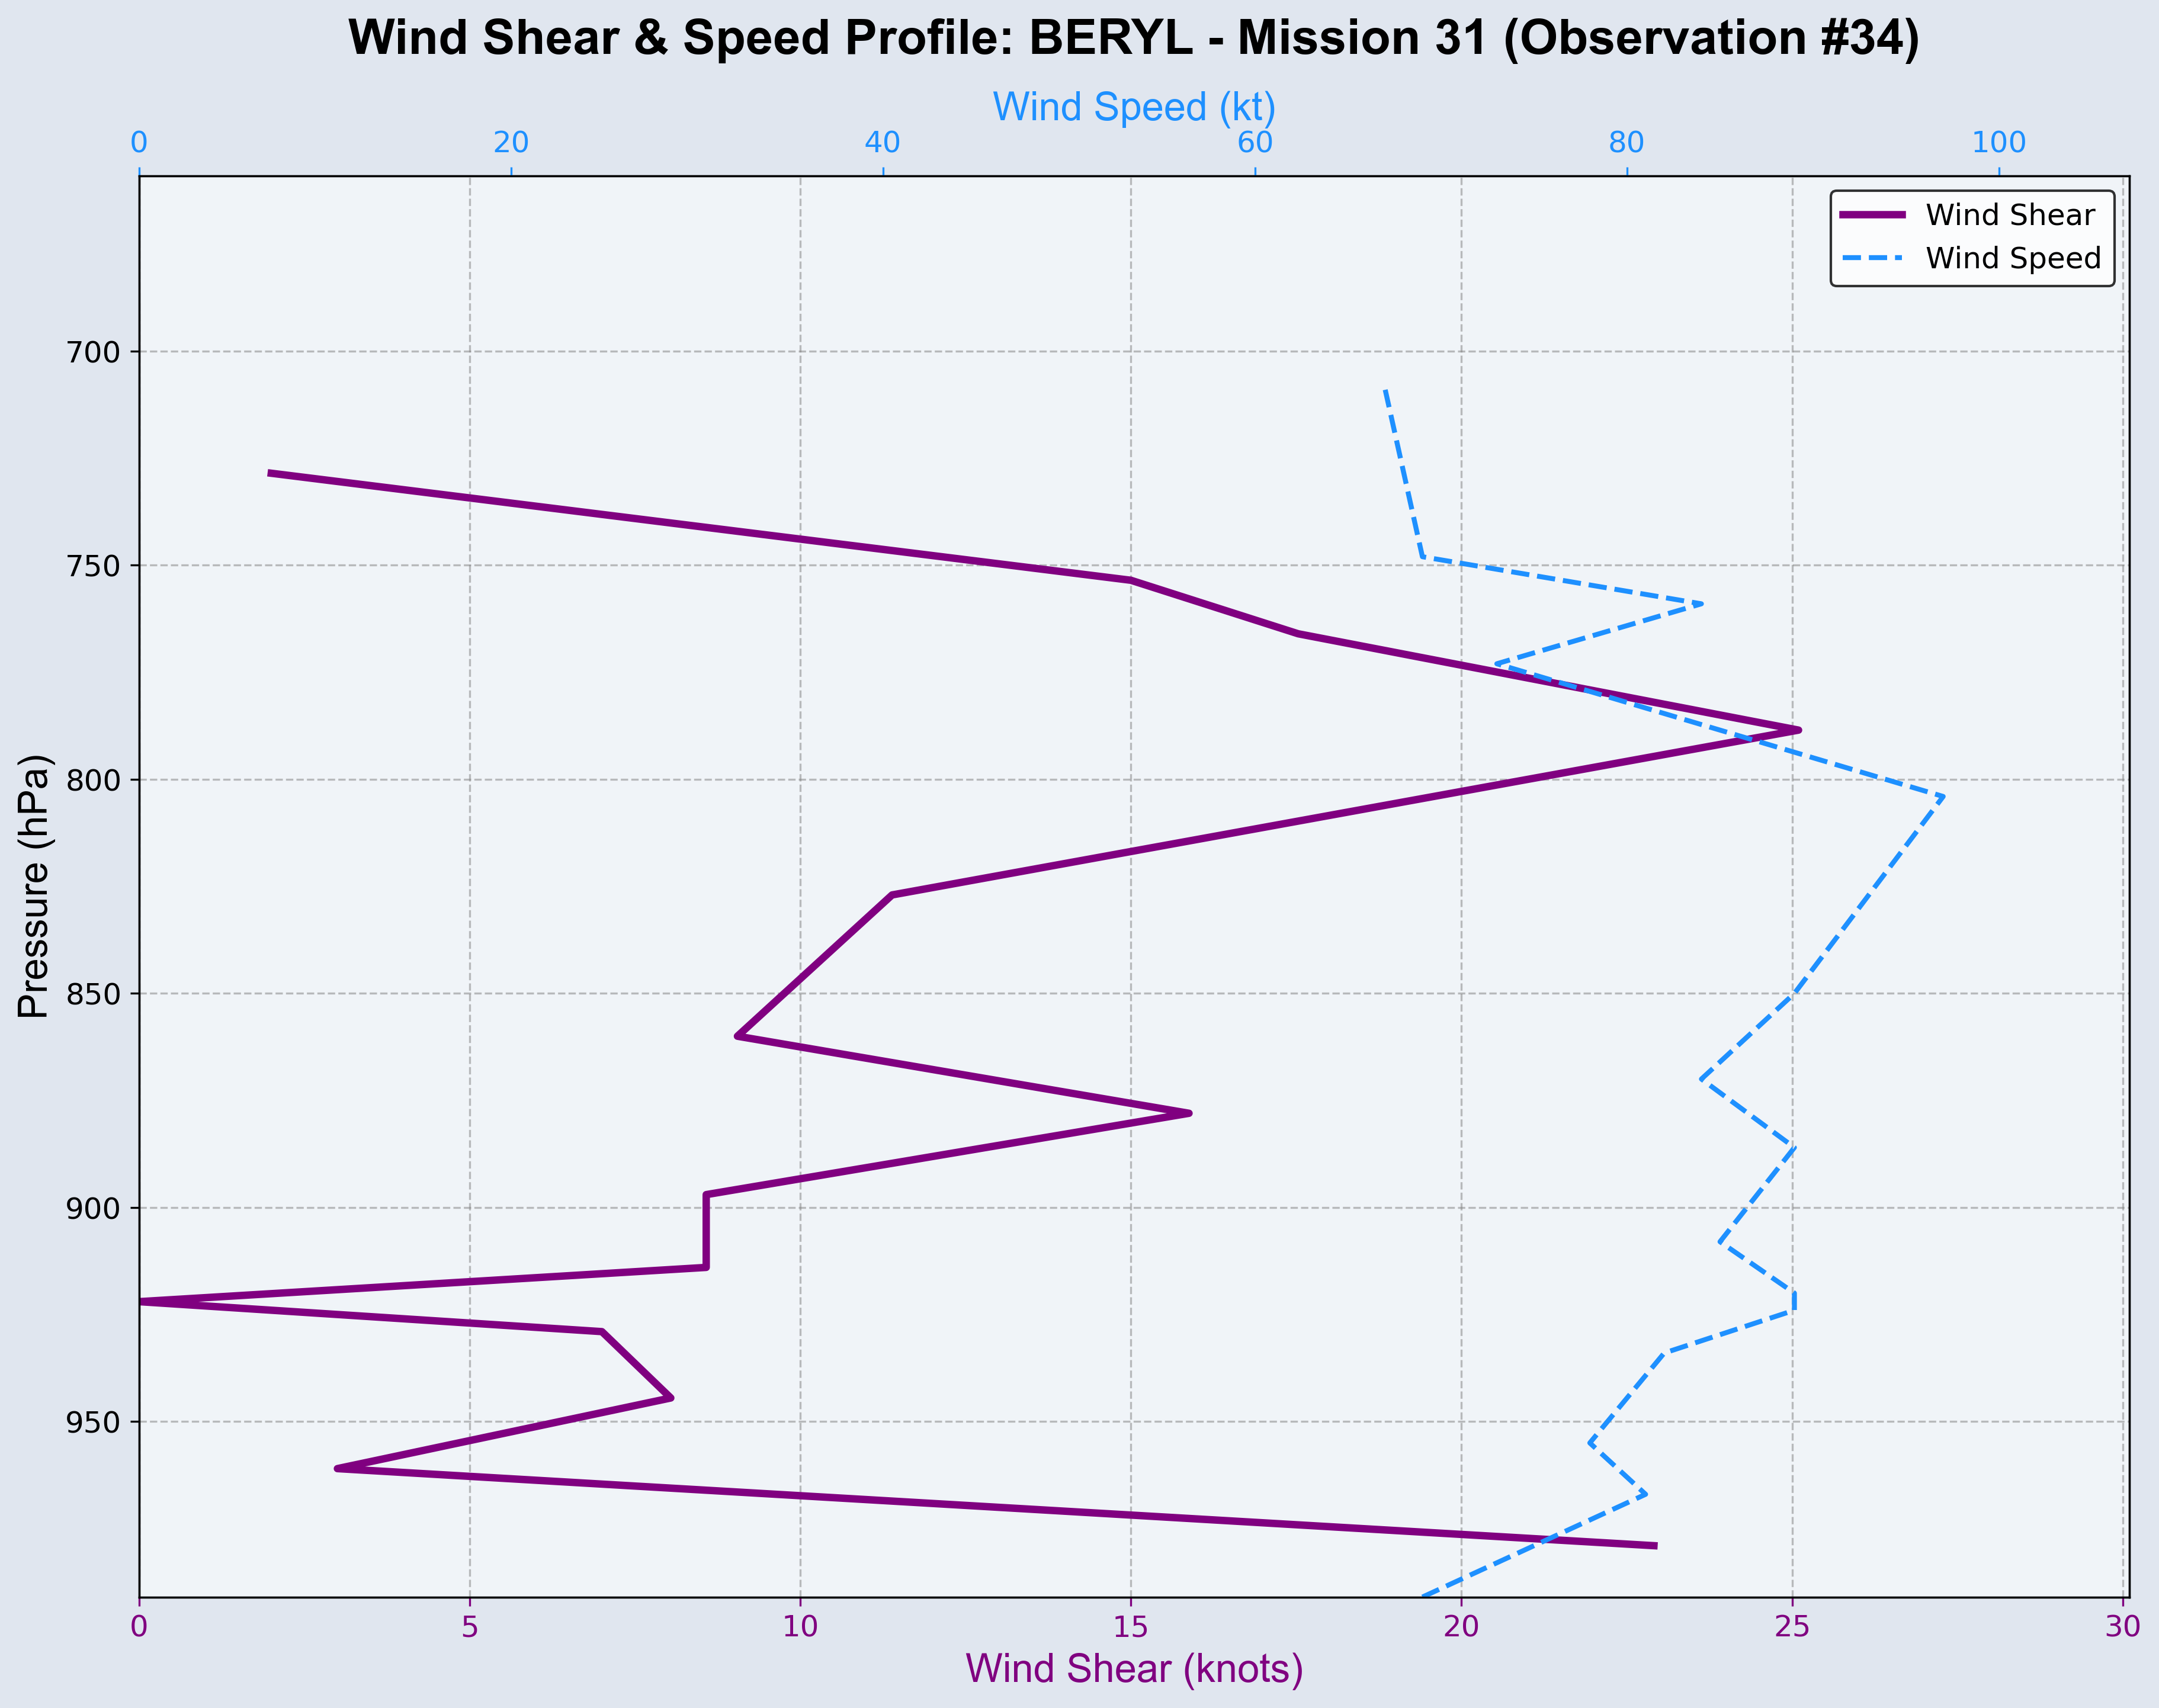 Wind Shear & Speed Profile: BERYL - Mission 31 (Observation #34)
Wind Speed (kt)
0 20 40 60 80 100
Wind Shear
Wind Speed
700
750
800
850
900
950
Pressure (hPa)
0 5 10 15 20 25 30
Wind Shear (knots)